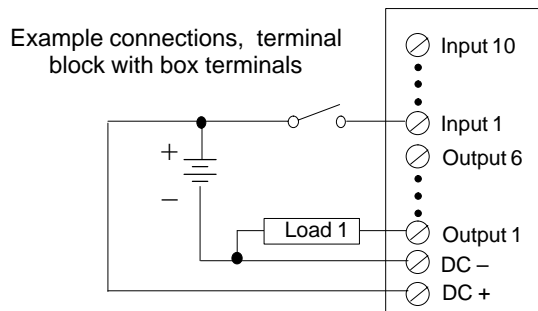 Example connections, terminal
block with box terminals
Input 10
Input 1
Output 6
+
–
Load 1
Output 1
DC –
DC +